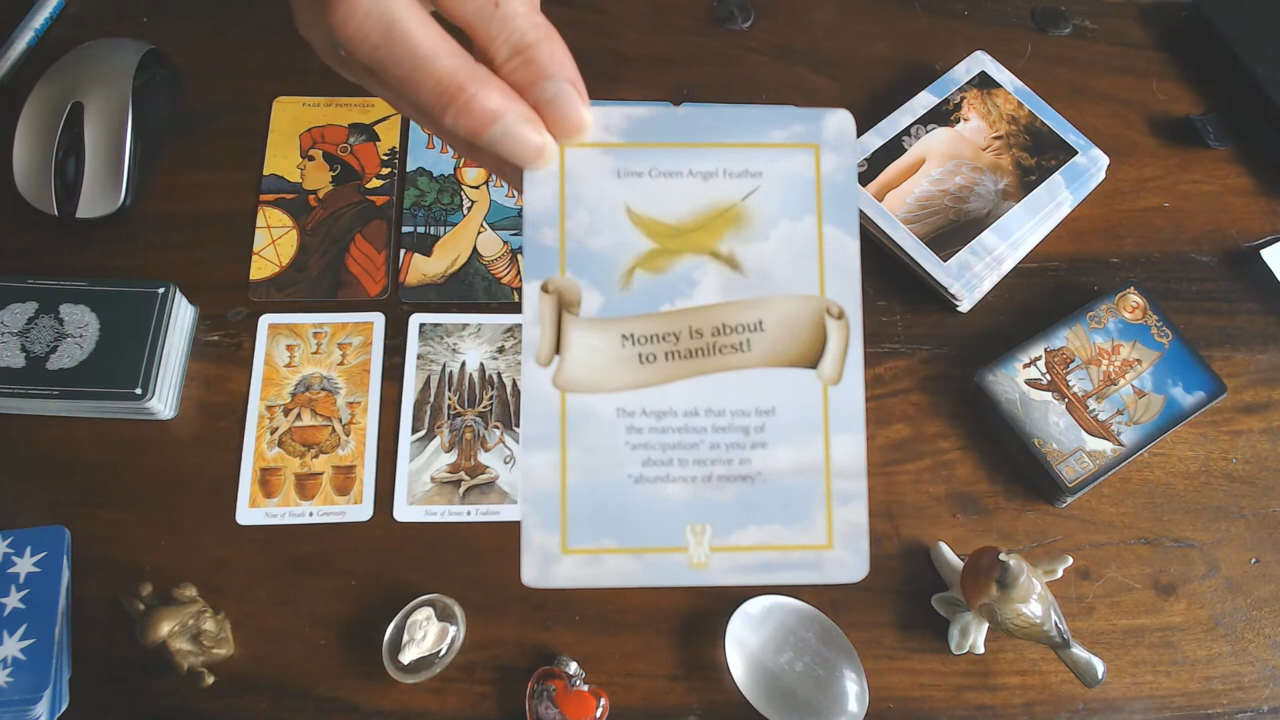 PAGE OF PENTACLES
Lime Green Angel Feather
Money is about
to manifest!
The Angels ask that you feel
the marvelous feeling of
"anticipation" as you are
about to receive an
"abundance of money".
Nine of Vessels Generosity
Nine of Stones Tradition